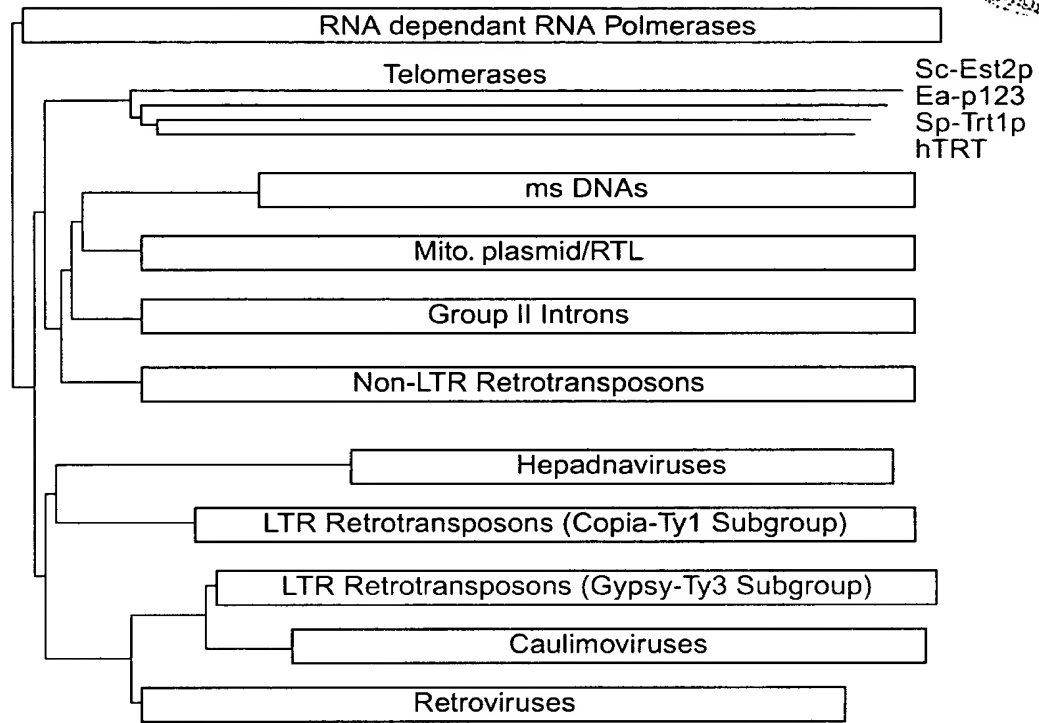 RNA dependant RNA Polmerases
Telomerases
Sc-Est2p
Ea-p123
Sp-Trt1p
hTRT
ms DNAs
Mito. plasmid/RTL
Group II Introns
Non-LTR Retrotransposons
Hepadnaviruses
LTR Retrotransposons (Copia-Ty1 Subgroup)
LTR Retrotransposons (Gypsy-Ty3 Subgroup)
Caulimoviruses
Retroviruses